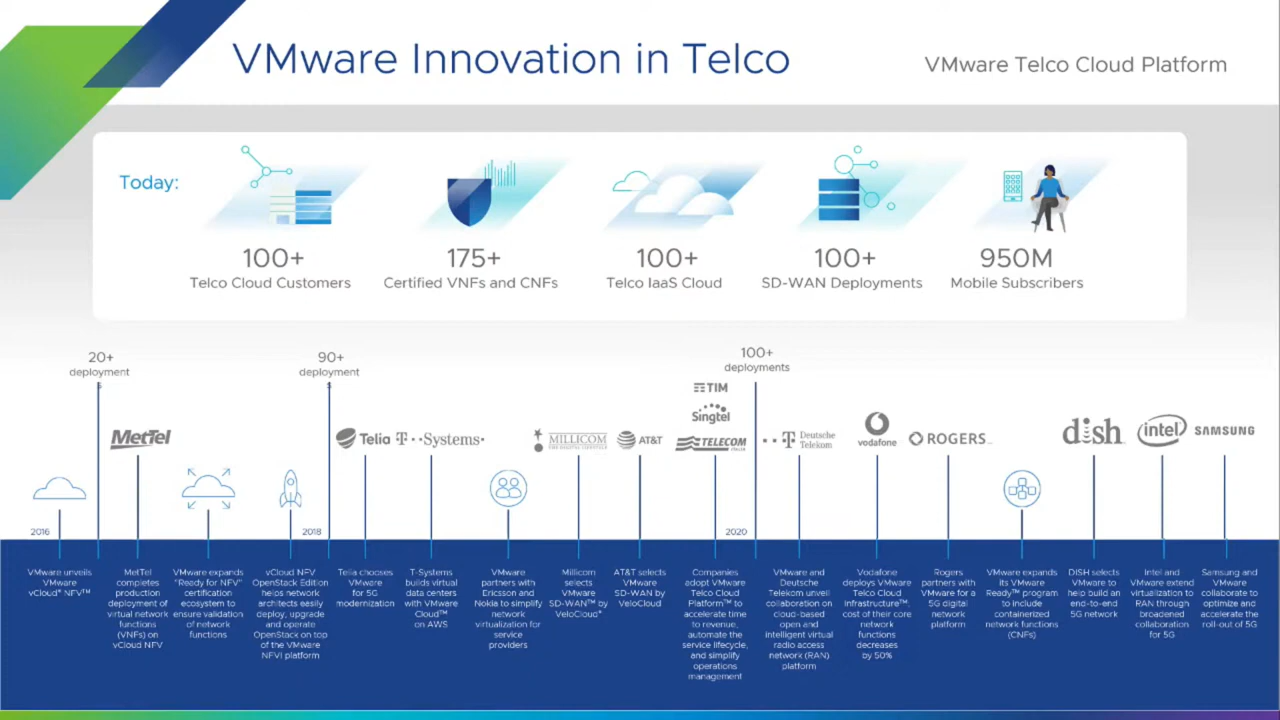 VMware Innovation in Telco
VMware Telco Cloud Platform
Today:
100+
Telco Cloud Customers
175+
Certified VNFs and CNFs
100+
Telco IaaS Cloud
100+
SD-WAN Deployments
950M
Mobile Subscribers
20+
deployment
s
90+
deployment
s
100+
deployments
MetTel
Telia
T··Systems·
MILLICOM
THE DIGITAL LIFESTYLE
AT&T
TIM
Singtel
TELECOM
ITALIA
Deutsche
Telekom
vodafone
ROGERS
dish
intel
SAMSUNG
2016
2018
2020
VMware unveils
VMware
vCloud® NFV™
MetTel
completes
production
deployment of
virtual network
functions
(VNFs) on
vCloud NFV
VMware expands
"Ready for NFV"
certification
ecosystem to
ensure validation
of network
functions
vCloud NFV
OpenStack Edition
helps network
architects easily
deploy, upgrade
and operate
OpenStack on top
of the VMware
NFVI platform
Telia chooses
VMware
for 5G
modernization
T-Systems
builds virtual
data centers
with VMware
Cloud™
on AWS
VMware
partners with
Ericsson and
Nokia to simplify
network
virtualization for
service
providers
Millicom
selects
VMware
SD-WAN™ by
VeloCloud®
AT&T selects
VMware
SD-WAN by
VeloCloud
Companies
adopt VMware
Telco Cloud
Platform™ to
accelerate time
to revenue,
automate the
service lifecycle,
and simplify
operations
management
VMware and
Deutsche
Telekom unveil
collaboration on
cloud-based
open and
intelligent virtual
radio access
network (RAN)
platform
Vodafone
deploys VMware
Telco Cloud
Infrastructure™;
cost of their core
network
functions
decreases
by 50%
Rogers
partners with
VMware for a
5G digital
network
platform
VMware expands
its VMware
Ready™ program
to include
containerized
network functions
(CNFs)
DISH selects
VMware to
help build an
end-to-end
5G network
Intel and
VMware extend
virtualization to
RAN through
broadened
collaboration
for 5G
Samsung and
VMware
collaborate to
optimize and
accelerate the
roll-out of 5G